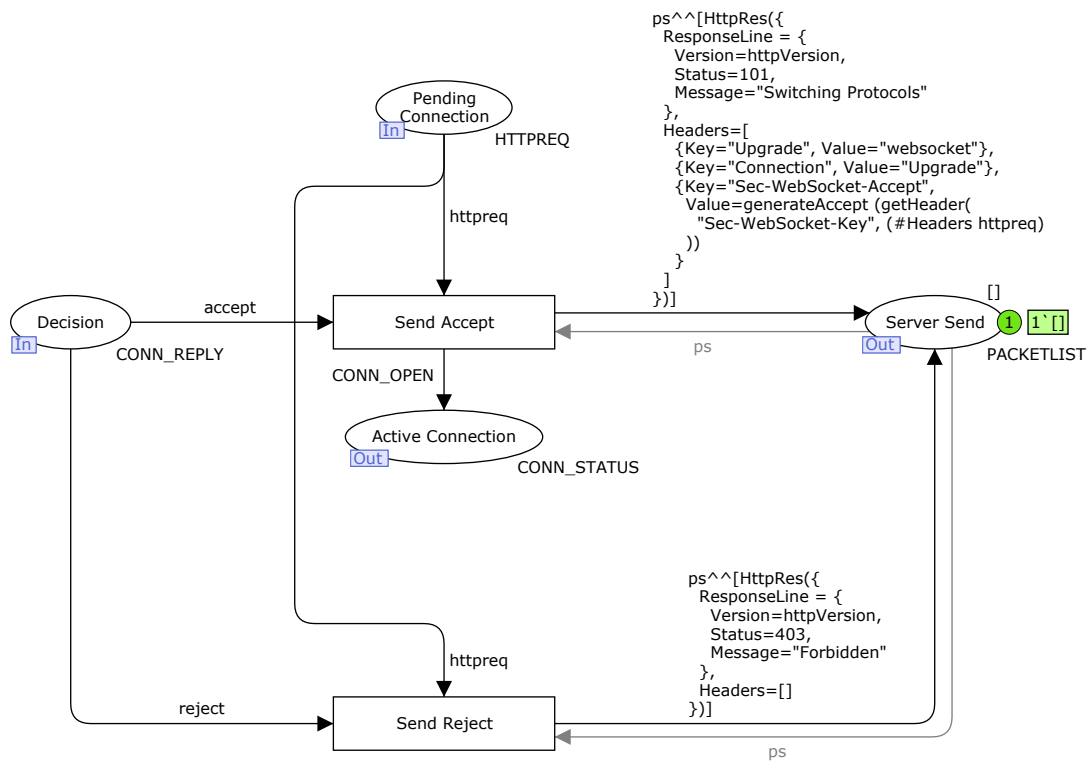 ps^^[HttpRes({
ResponseLine = {
Version=httpVersion,
Status=101,
Message="Switching Protocols"
},
Headers=[
{Key="Upgrade", Value="websocket"},
{Key="Connection", Value="Upgrade"},
{Key="Sec-WebSocket-Accept",
Value=generateAccept (getHeader(
"Sec-WebSocket-Key", (#Headers httpreq)
))
}
]
})]
Pending
Connection
In
HTTPREQ
httpreq
Decision
In
CONN_REPLY
accept
Send Accept
[]
Server Send
Out
1
1`[]
PACKETLIST
ps
CONN_OPEN
Active Connection
Out
CONN_STATUS
ps^^[HttpRes({
ResponseLine = {
Version=httpVersion,
Status=403,
Message="Forbidden"
},
Headers=[]
})]
httpreq
reject
Send Reject
ps